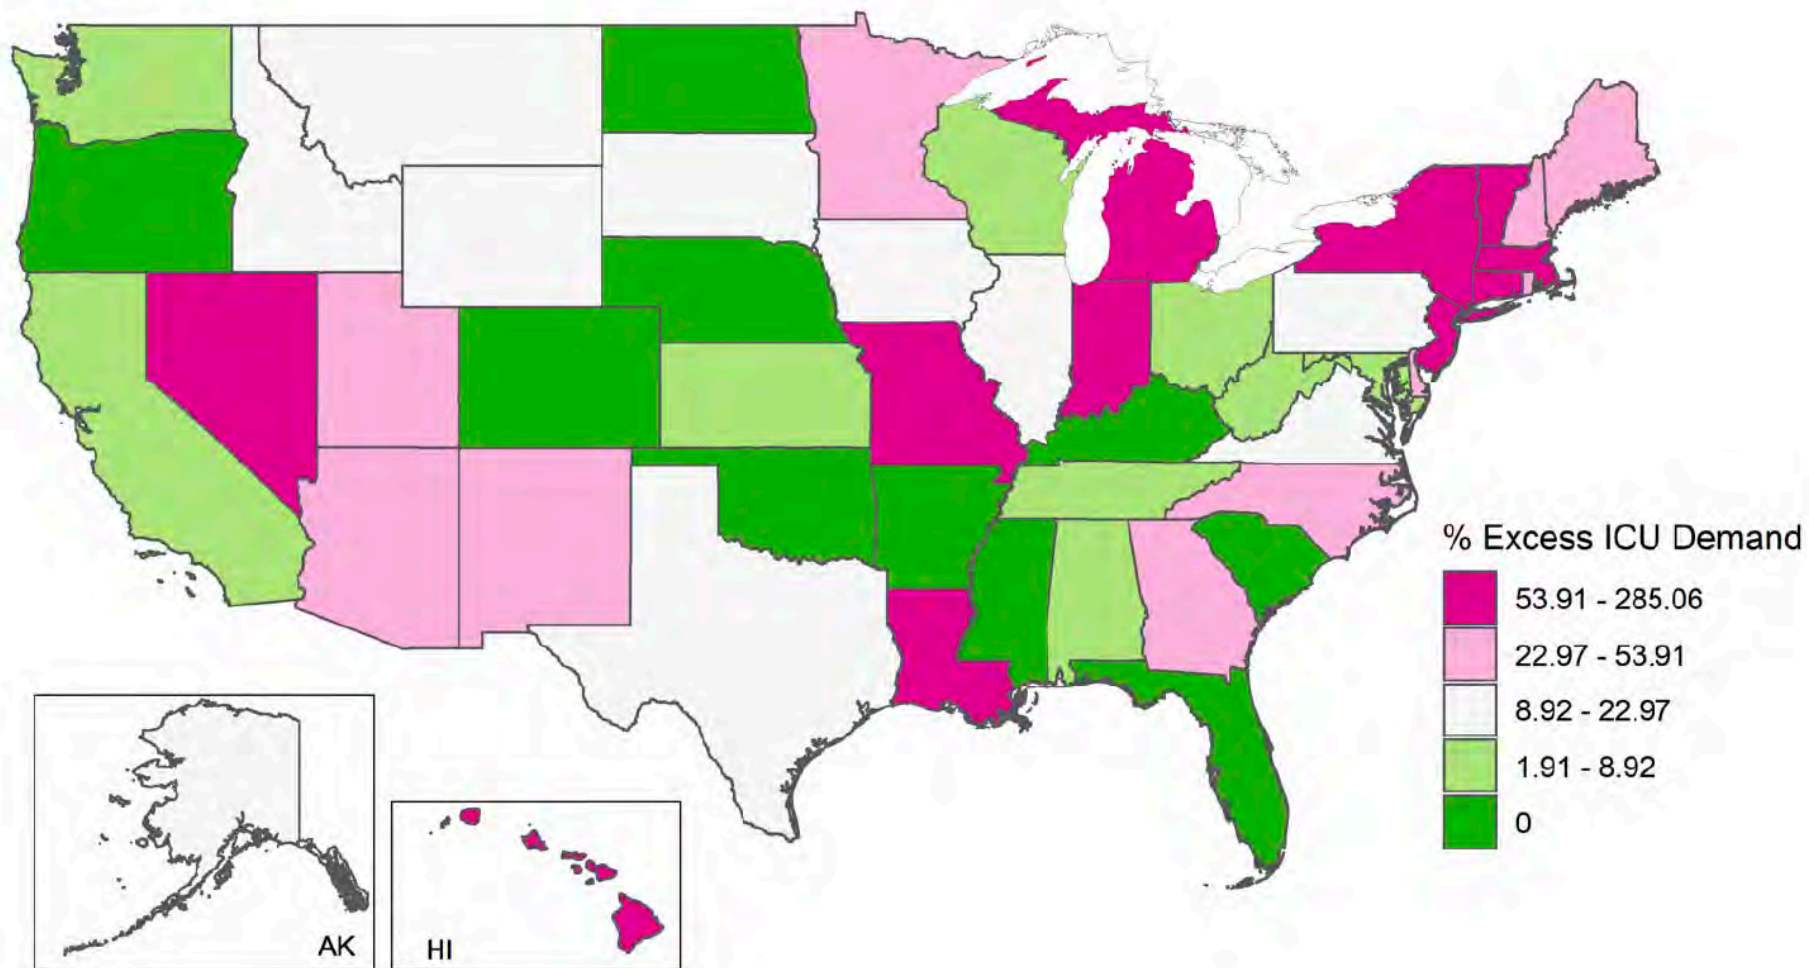 % Excess ICU Demand
53.91 - 285.06
22.97 - 53.91
8.92 - 22.97
1.91 - 8.92
0
AK
HI